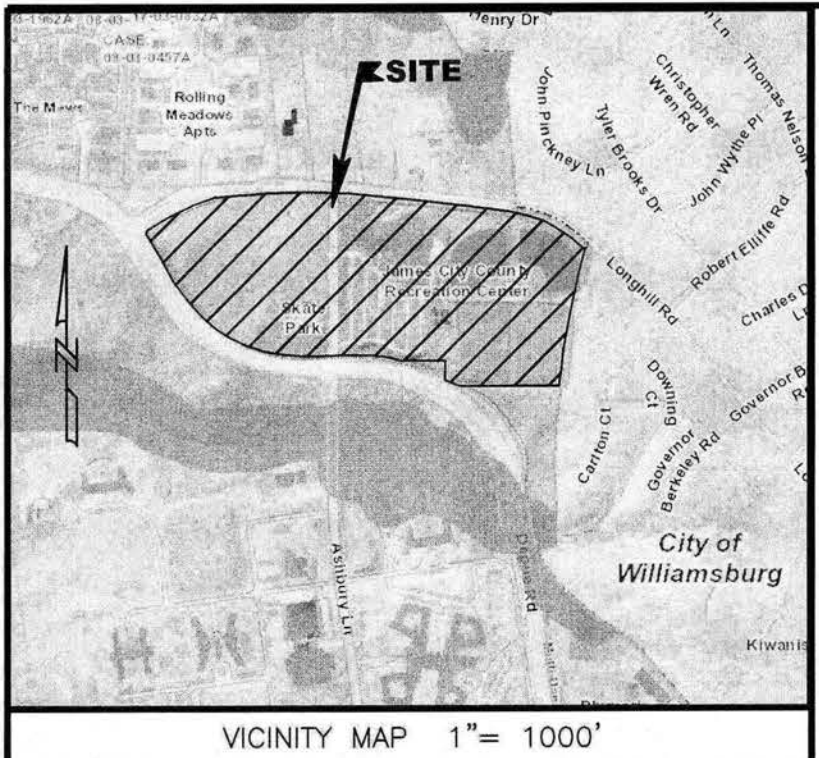 Henry Dr
CASE
SITE
The Mews
Rolling
Meadows
Apts
John Pinckney Ln
Christopher
Wren Rd
Tyler Brooks Dr
John Wythe Pl
Thomas Nelson
Robert Elliffe Rd
Longhill Rd
Charles
James City County
Recreation Center
Skate
Park
Downing
Ct
Governor
Carlton Ct
Governor
Berkeley Rd
Ashbury Ln
Rd
City of
Williamsburg
Kiwanis
VICINITY MAP 1"= 1000'